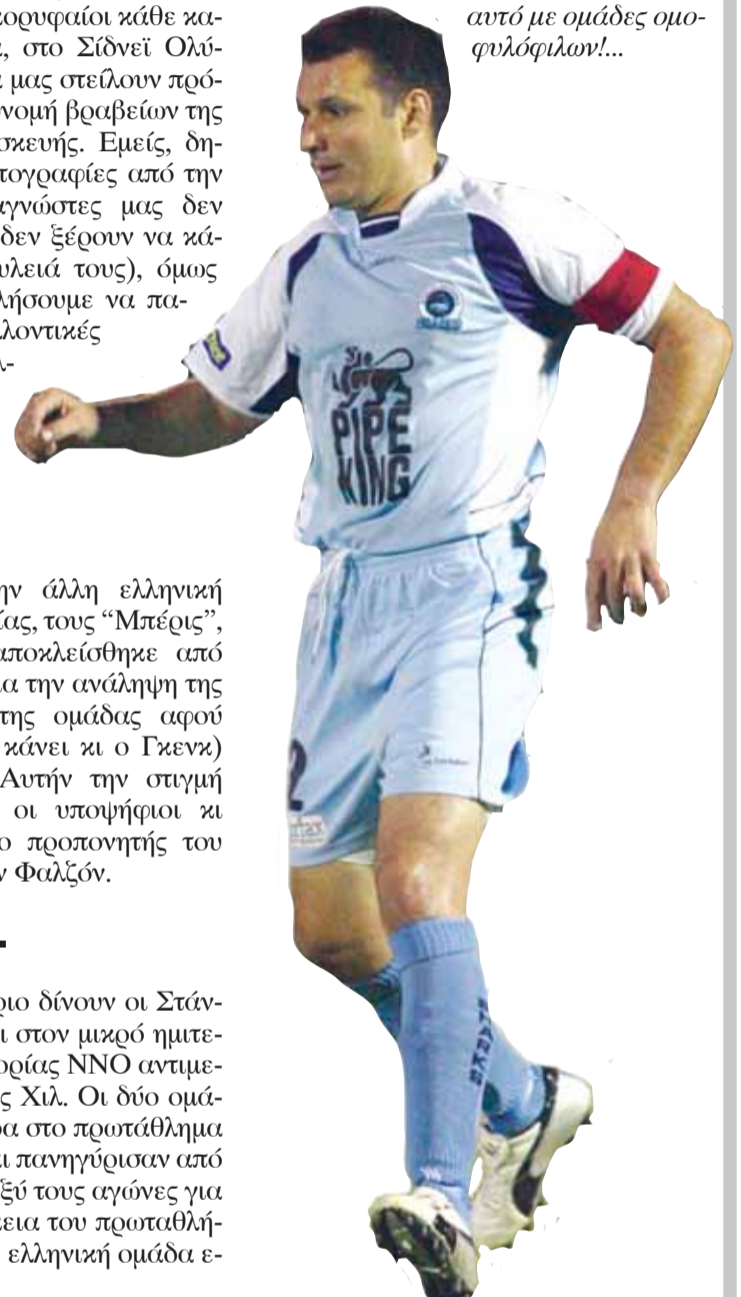 κορυφαίοι κάθε κα-
στο Σίδνεϊ Ολύ-
μας στείλουν πρό-
νομή βραβείων της
σκευής. Εμείς, δη-
τογραφίες από την
αγνώστες μας δεν
δεν ξέρουν να κά-
υλειά τους), όμως
λήσουμε να πα-
λλοντικές
αυτό με ομάδες ομο-
φυλόφιλων!...
PIPE
KING
ην άλλη ελληνική
ίας, τους “Μπέρις”,
αποκλείσθηκε από
ια την ανάληψη της
της ομάδας αφού
κάνει κι ο Γκενκ)
Αυτήν την στιγμή
οι υποψήφιοι κι
ο προπονητής του
ν Φαλζόν.
ριο δίνουν οι Στάν-
ι στον μικρό ημιτε-
ορίας ΝΝΟ αντιμε-
ς Χιλ. Οι δύο ομά-
ρα στο πρωτάθλημα
ι πανηγύρισαν από
ξύ τους αγώνες για
εια του πρωταθλή-
ελληνική ομάδα ε-